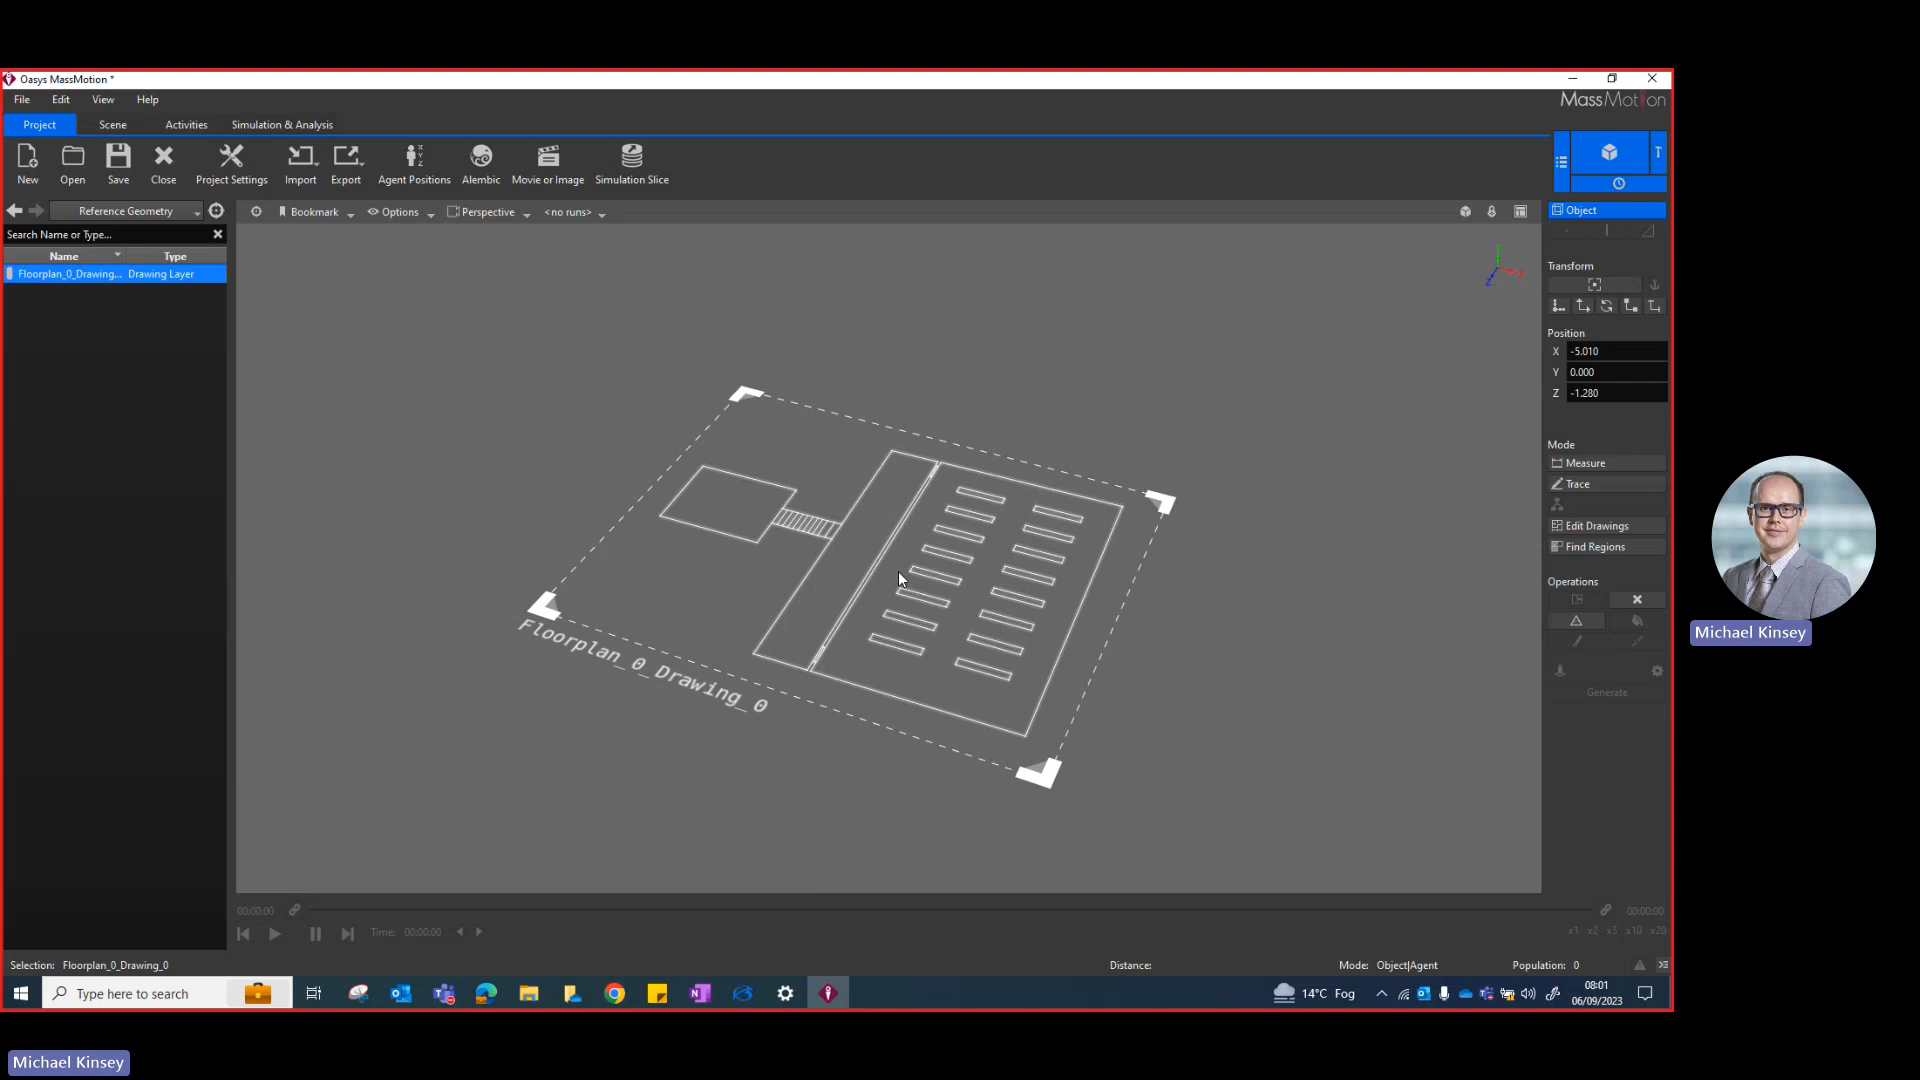 Oasys MassMotion *
File Edit View Help
MassMotion
Project Scene Activities Simulation & Analysis
New Open Save Close Project Settings Import Export Agent Positions Alembic Movie or Image Simulation Slice
Reference Geometry
Bookmark Options Perspective <no runs>
Object
Search Name or Type...
Name Type
Floorplan_0_Drawing... Drawing Layer
Y
X
Z
Transform
Position
X -5.010
Y 0.000
Z -1.280
Mode
Measure
Trace
Edit Drawings
Find Regions
Operations
Generate
Floorplan_0_Drawing_0
Michael Kinsey
00:00:00 00:00:00
Time: 00:00:00 x1 x2 x5 x10 x20
Selection: Floorplan_0_Drawing_0 Distance: Mode: Object|Agent Population: 0
Type here to search
14°C Fog
08:01
06/09/2023
Michael Kinsey